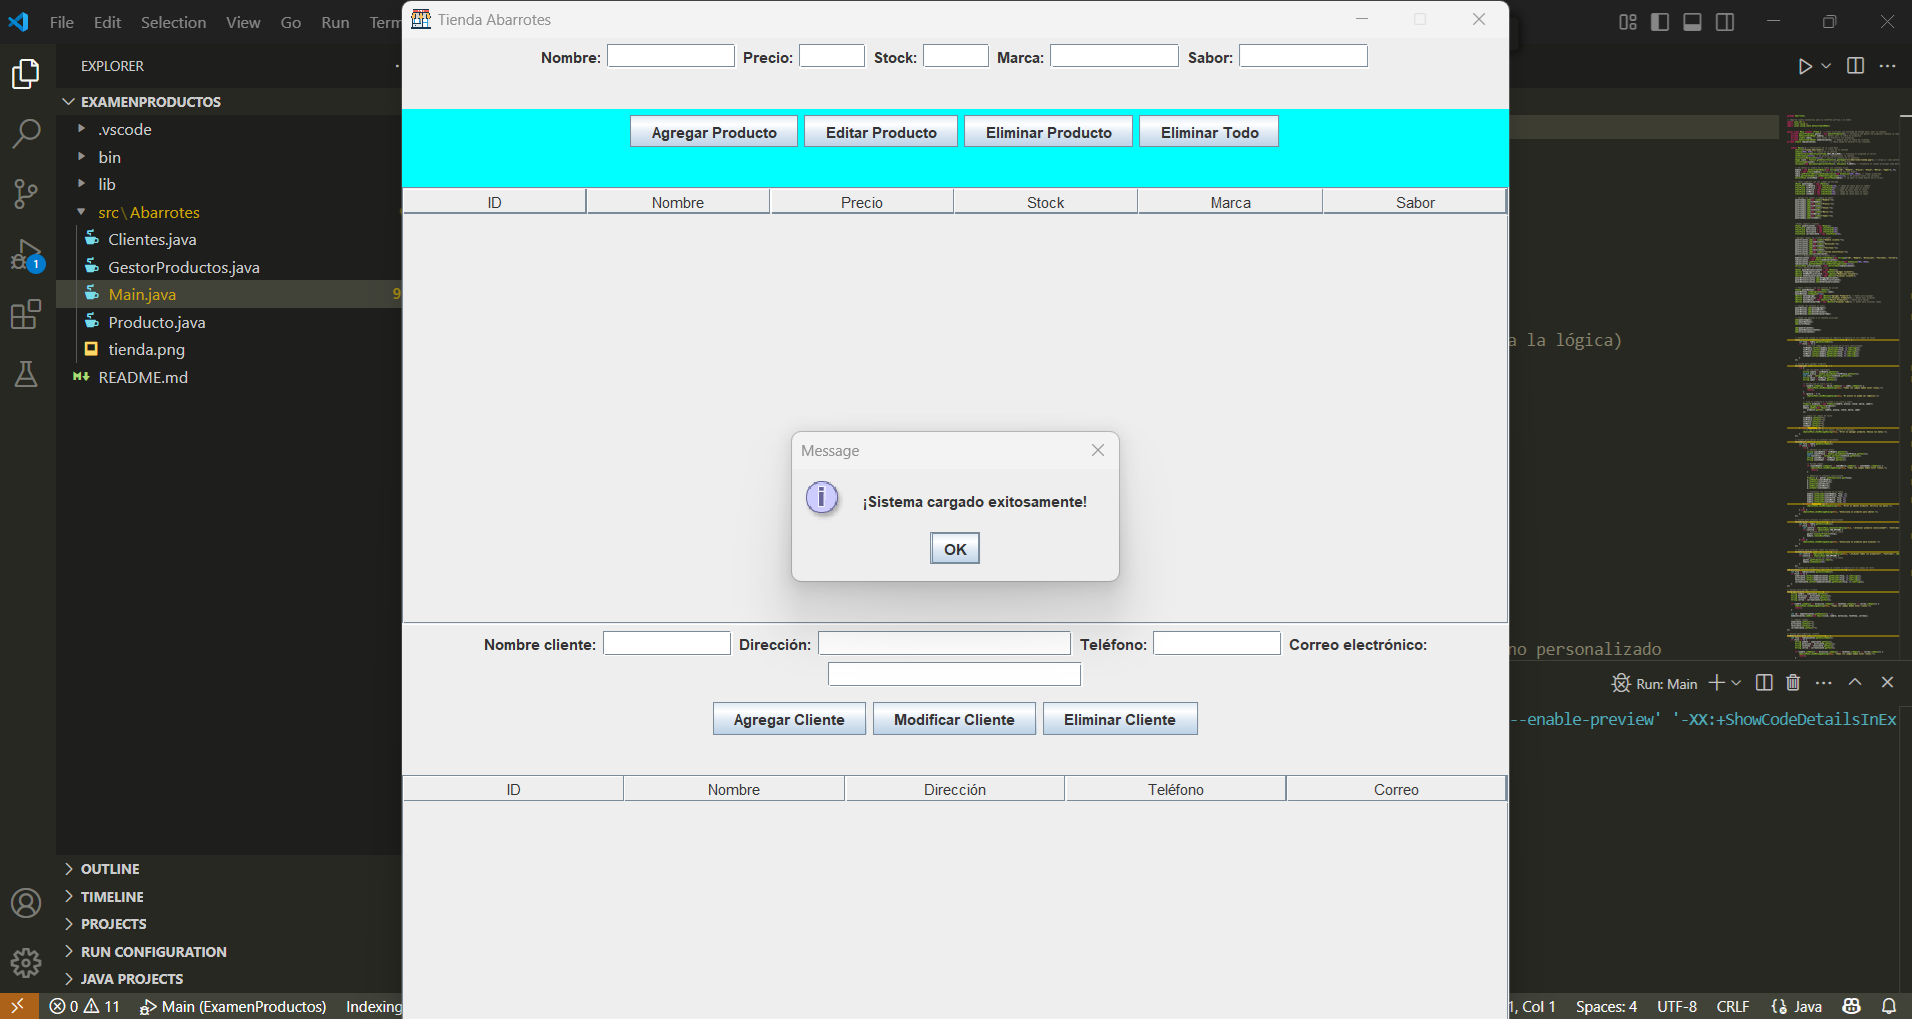 File Edit Selection View Go Run Term
Tienda Abarrotes
EXPLORER
EXAMENPRODUCTOS
.vscode
bin
lib
src\Abarrotes
Clientes.java
GestorProductos.java
Main.java 9
Producto.java
tienda.png
README.md
1
OUTLINE
TIMELINE
PROJECTS
RUN CONFIGURATION
JAVA PROJECTS
Nombre: Precio: Stock: Marca: Sabor:
Agregar Producto Editar Producto Eliminar Producto Eliminar Todo
ID Nombre Precio Stock Marca Sabor
Message
¡Sistema cargado exitosamente!
OK
Nombre cliente: Dirección: Teléfono: Correo electrónico:
Agregar Cliente Modificar Cliente Eliminar Cliente
ID Nombre Dirección Teléfono Correo
a la lógica)
no personalizado
Run: Main
--enable-preview' '-XX:+ShowCodeDetailsInEx
0 11 Main (ExamenProductos) Indexing
1, Col 1 Spaces: 4 UTF-8 CRLF Java